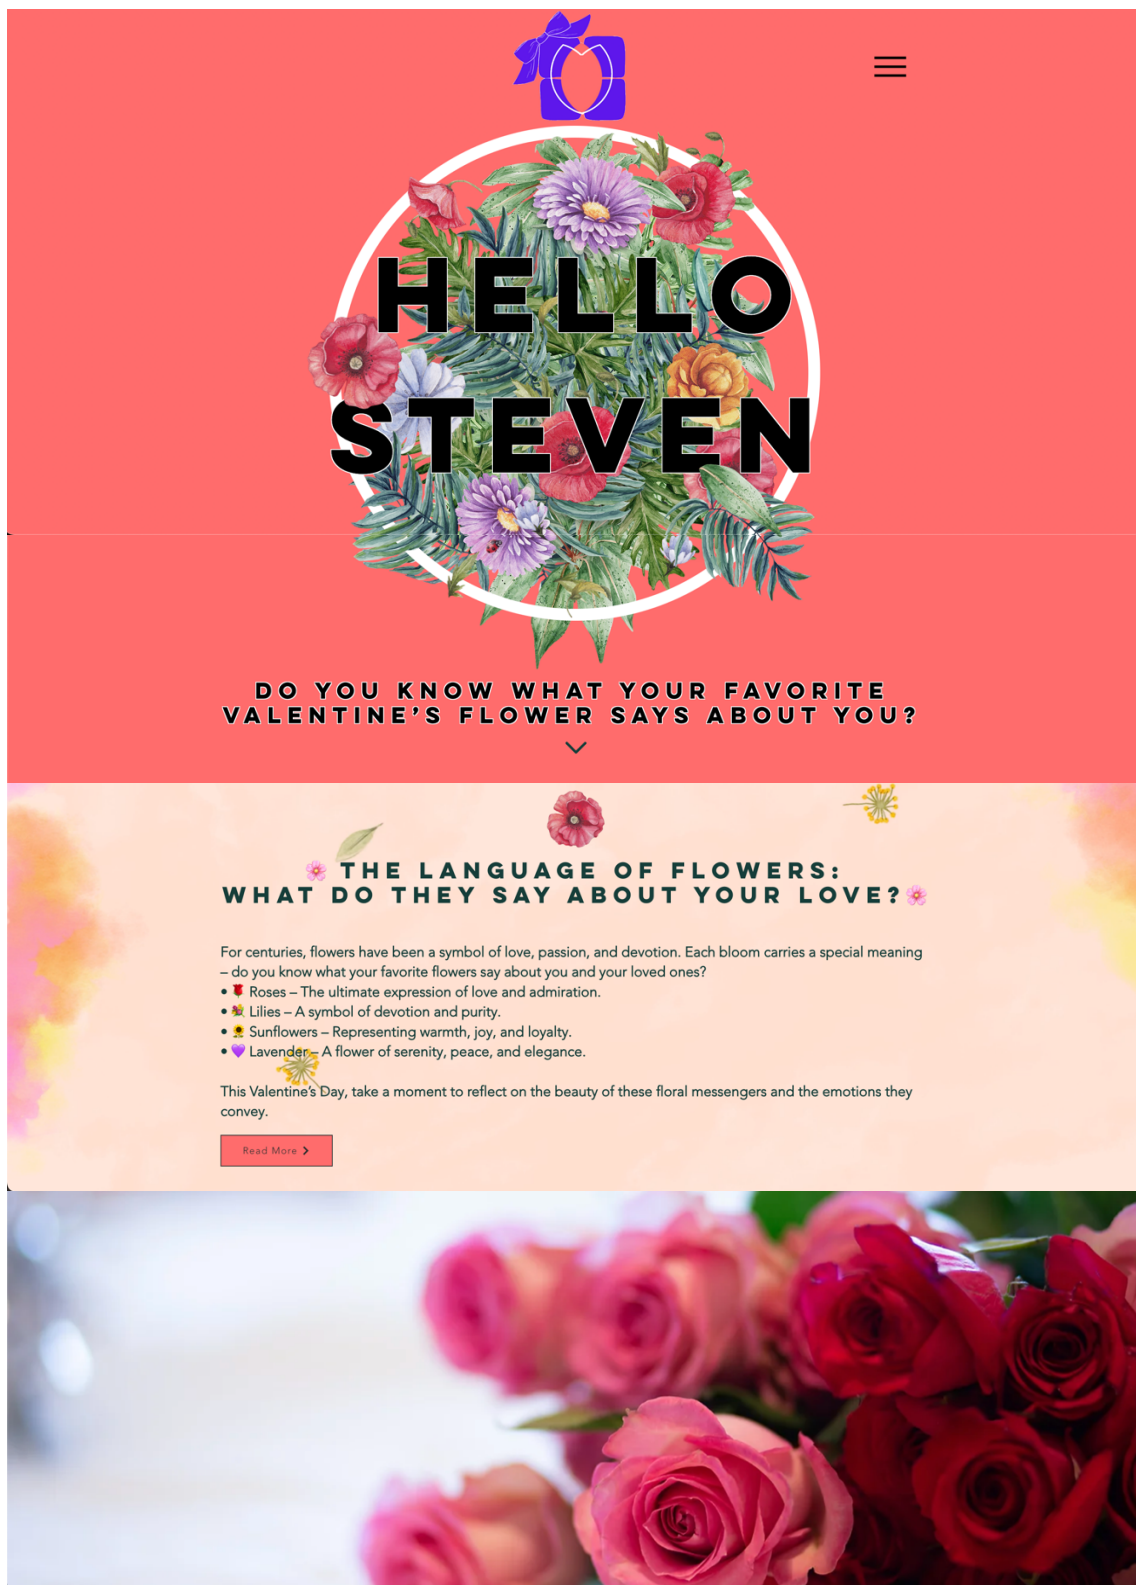 HELLO
STEVEN
DO YOU KNOW WHAT YOUR FAVORITE
VALENTINE'S FLOWER SAYS ABOUT YOU?
🌸 THE LANGUAGE OF FLOWERS:
WHAT DO THEY SAY ABOUT YOUR LOVE?🌸
For centuries, flowers have been a symbol of love, passion, and devotion. Each bloom carries a special meaning
– do you know what your favorite flowers say about you and your loved ones?
• 🌹 Roses – The ultimate expression of love and admiration.
• 💐 Lilies – A symbol of devotion and purity.
• 🌻 Sunflowers – Representing warmth, joy, and loyalty.
• 💜 Lavender – A flower of serenity, peace, and elegance.
This Valentine's Day, take a moment to reflect on the beauty of these floral messengers and the emotions they
convey.
Read More